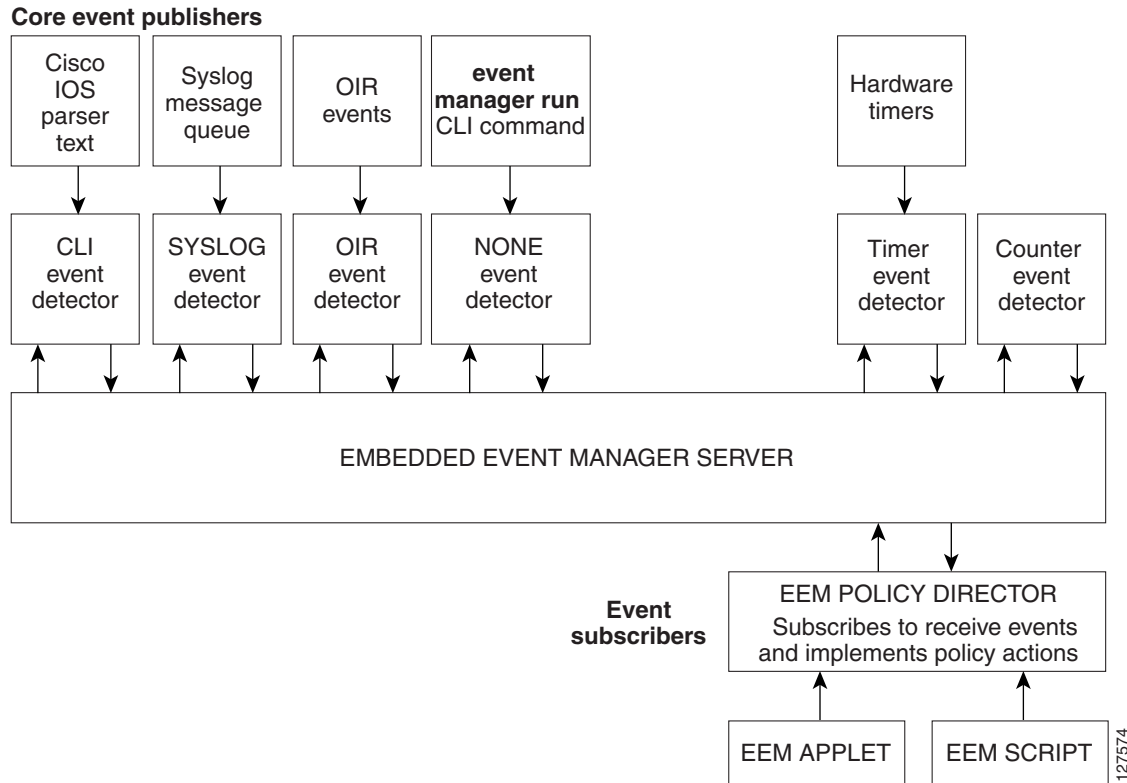 Core event publishers
Cisco
IOS
parser
text
Syslog
message
queue
OIR
events
event
manager run
CLI command
Hardware
timers
CLI
event
detector
SYSLOG
event
detector
OIR
event
detector
NONE
event
detector
Timer
event
detector
Counter
event
detector
EMBEDDED EVENT MANAGER SERVER
Event
subscribers
EEM POLICY DIRECTOR
Subscribes to receive events
and implements policy actions
EEM APPLET
EEM SCRIPT
127574